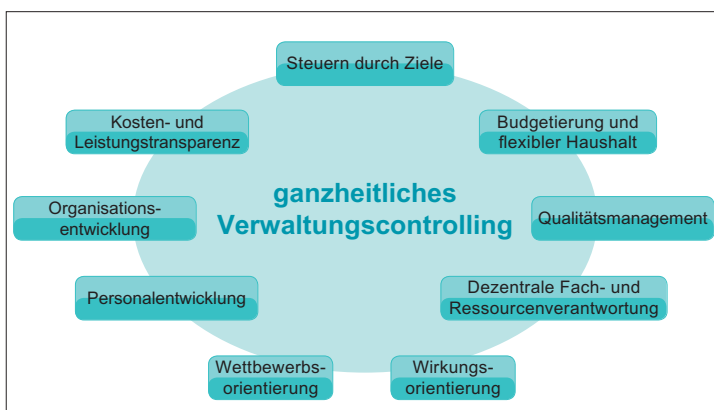 Steuern durch Ziele
Kosten- und
Leistungstransparenz
Budgetierung und
flexibler Haushalt
ganzheitliches
Verwaltungscontrolling
Organisations-
entwicklung
Qualitätsmanagement
Personalentwicklung
Dezentrale Fach- und
Ressourcenverantwortung
Wettbewerbs-
orientierung
Wirkungs-
orientierung